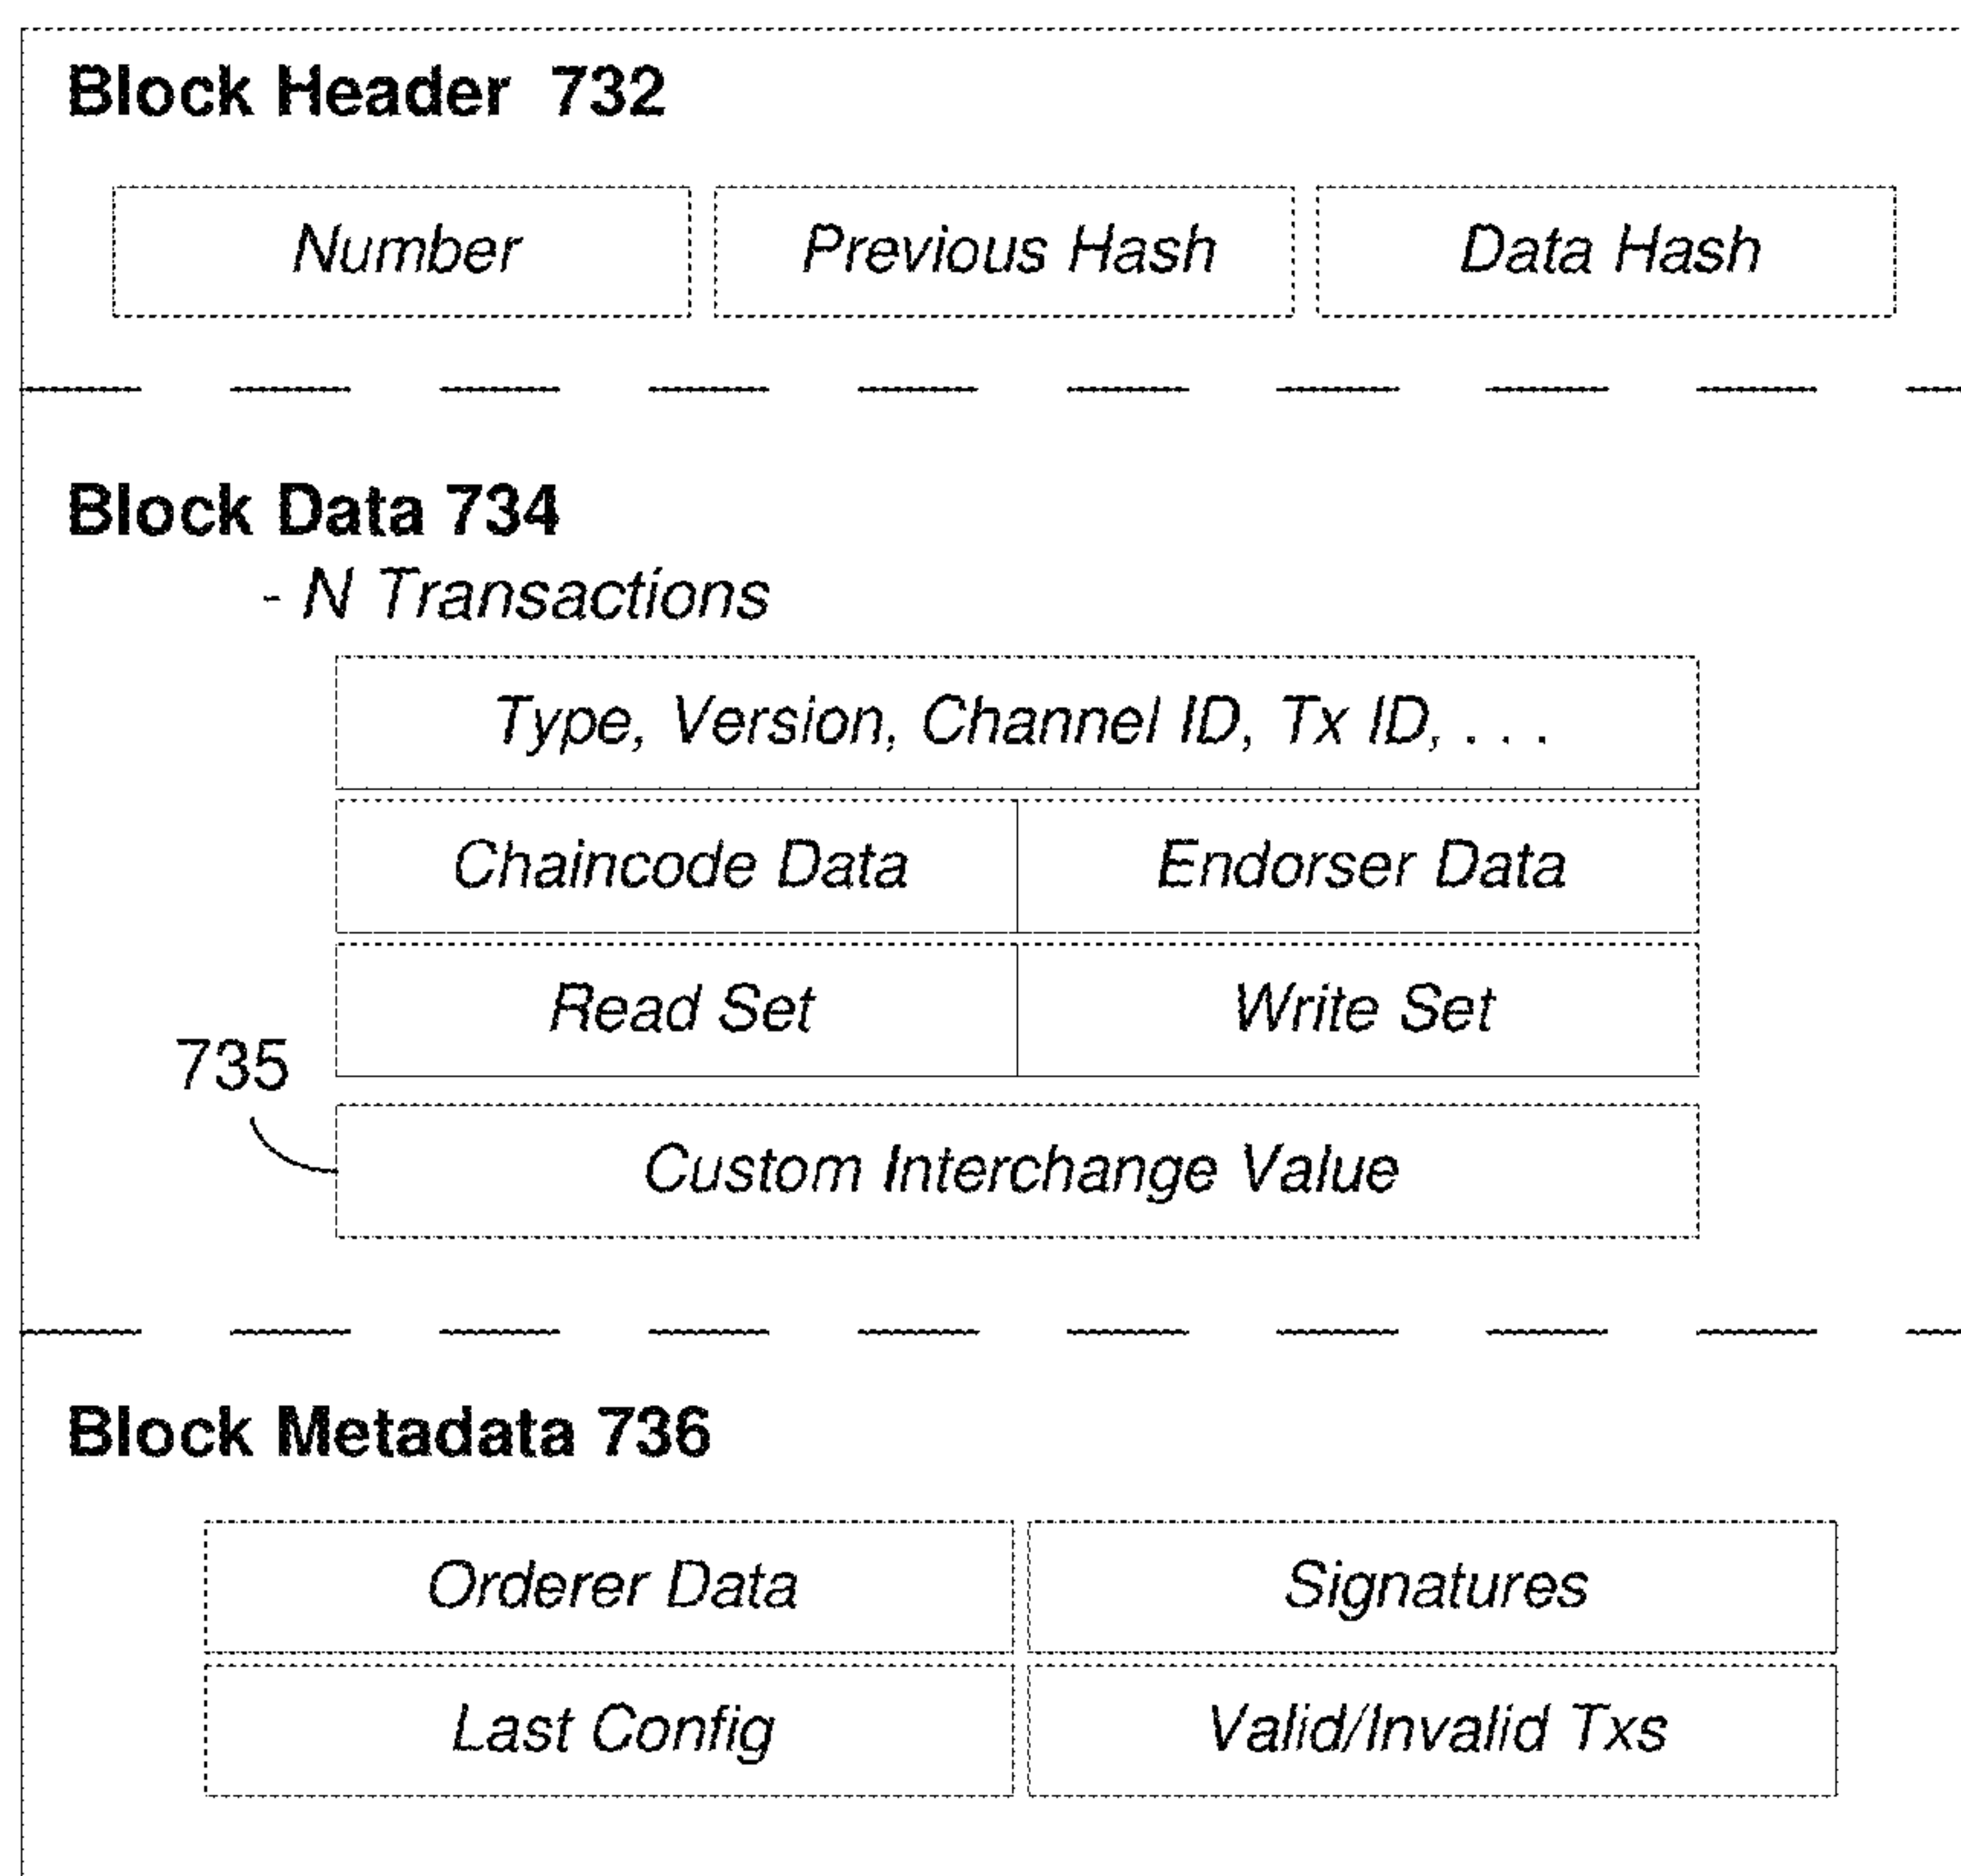 Block Header 732
Number Previous Hash Data Hash
Block Data 734
- N Transactions
Type, Version, Channel ID, Tx ID, . . .
Chaincode Data Endorser Data
Read Set Write Set
735
Custom Interchange Value
Block Metadata 736
Orderer Data Signatures
Last Config Valid/Invalid Txs